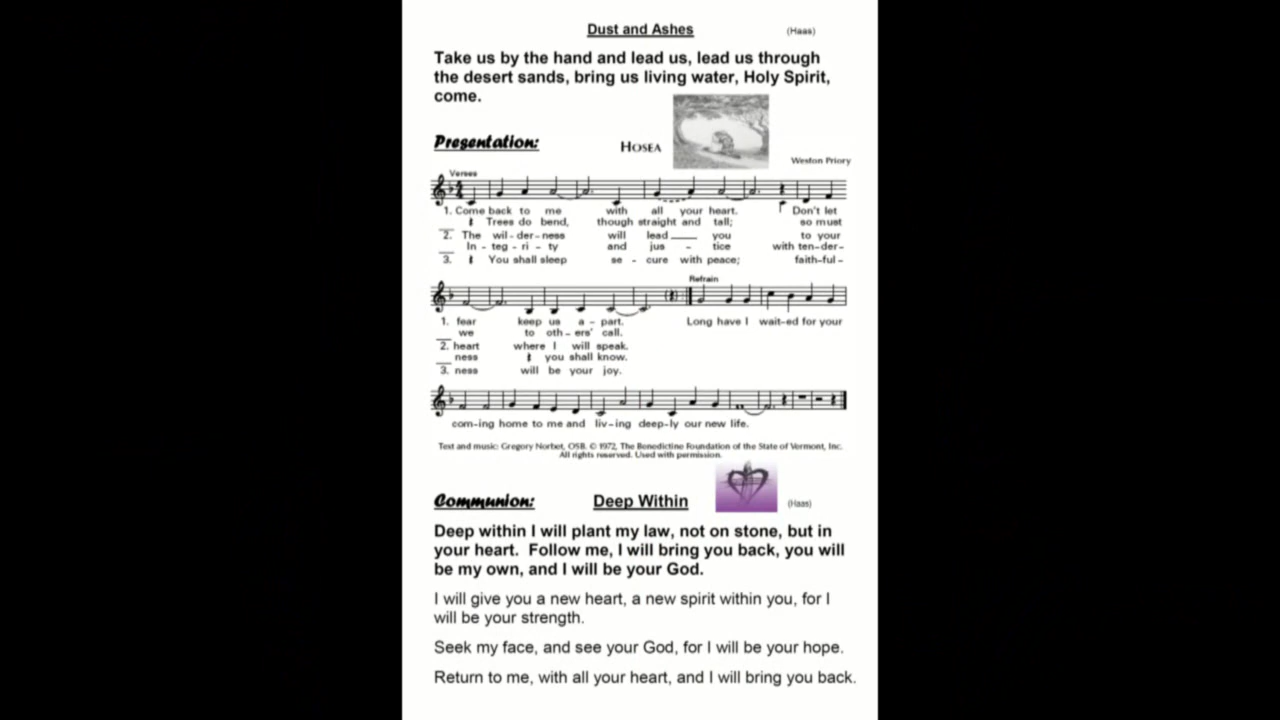 Dust and Ashes (Haas)
Take us by the hand and lead us, lead us through
the desert sands, bring us living water, Holy Spirit,
come.
Presentation: HOSEA
Weston Priory
Verses
1. Come back to me with all your heart. Don't let
Trees do bend, though straight and tall; so must
2. The wil-der-ness will lead ____ you to your
In - teg - ri - ty and jus - tice with ten-der-
3. You shall sleep se - cure with peace; faith-ful-
Refrain
1. fear keep us a - part. Long have I wait-ed for your
we to oth-ers' call.
2. heart where I will speak.
ness you shall know.
3. ness will be your joy.
com-ing home to me and liv-ing deep-ly our new life.
Text and music: Gregory Norbet, OSB. © 1972, The Benedictine Foundation of the State of Vermont, Inc.
All rights reserved. Used with permission.
Communion: Deep Within (Haas)
Deep within I will plant my law, not on stone, but in
your heart. Follow me, I will bring you back, you will
be my own, and I will be your God.
I will give you a new heart, a new spirit within you, for I
will be your strength.
Seek my face, and see your God, for I will be your hope.
Return to me, with all your heart, and I will bring you back.